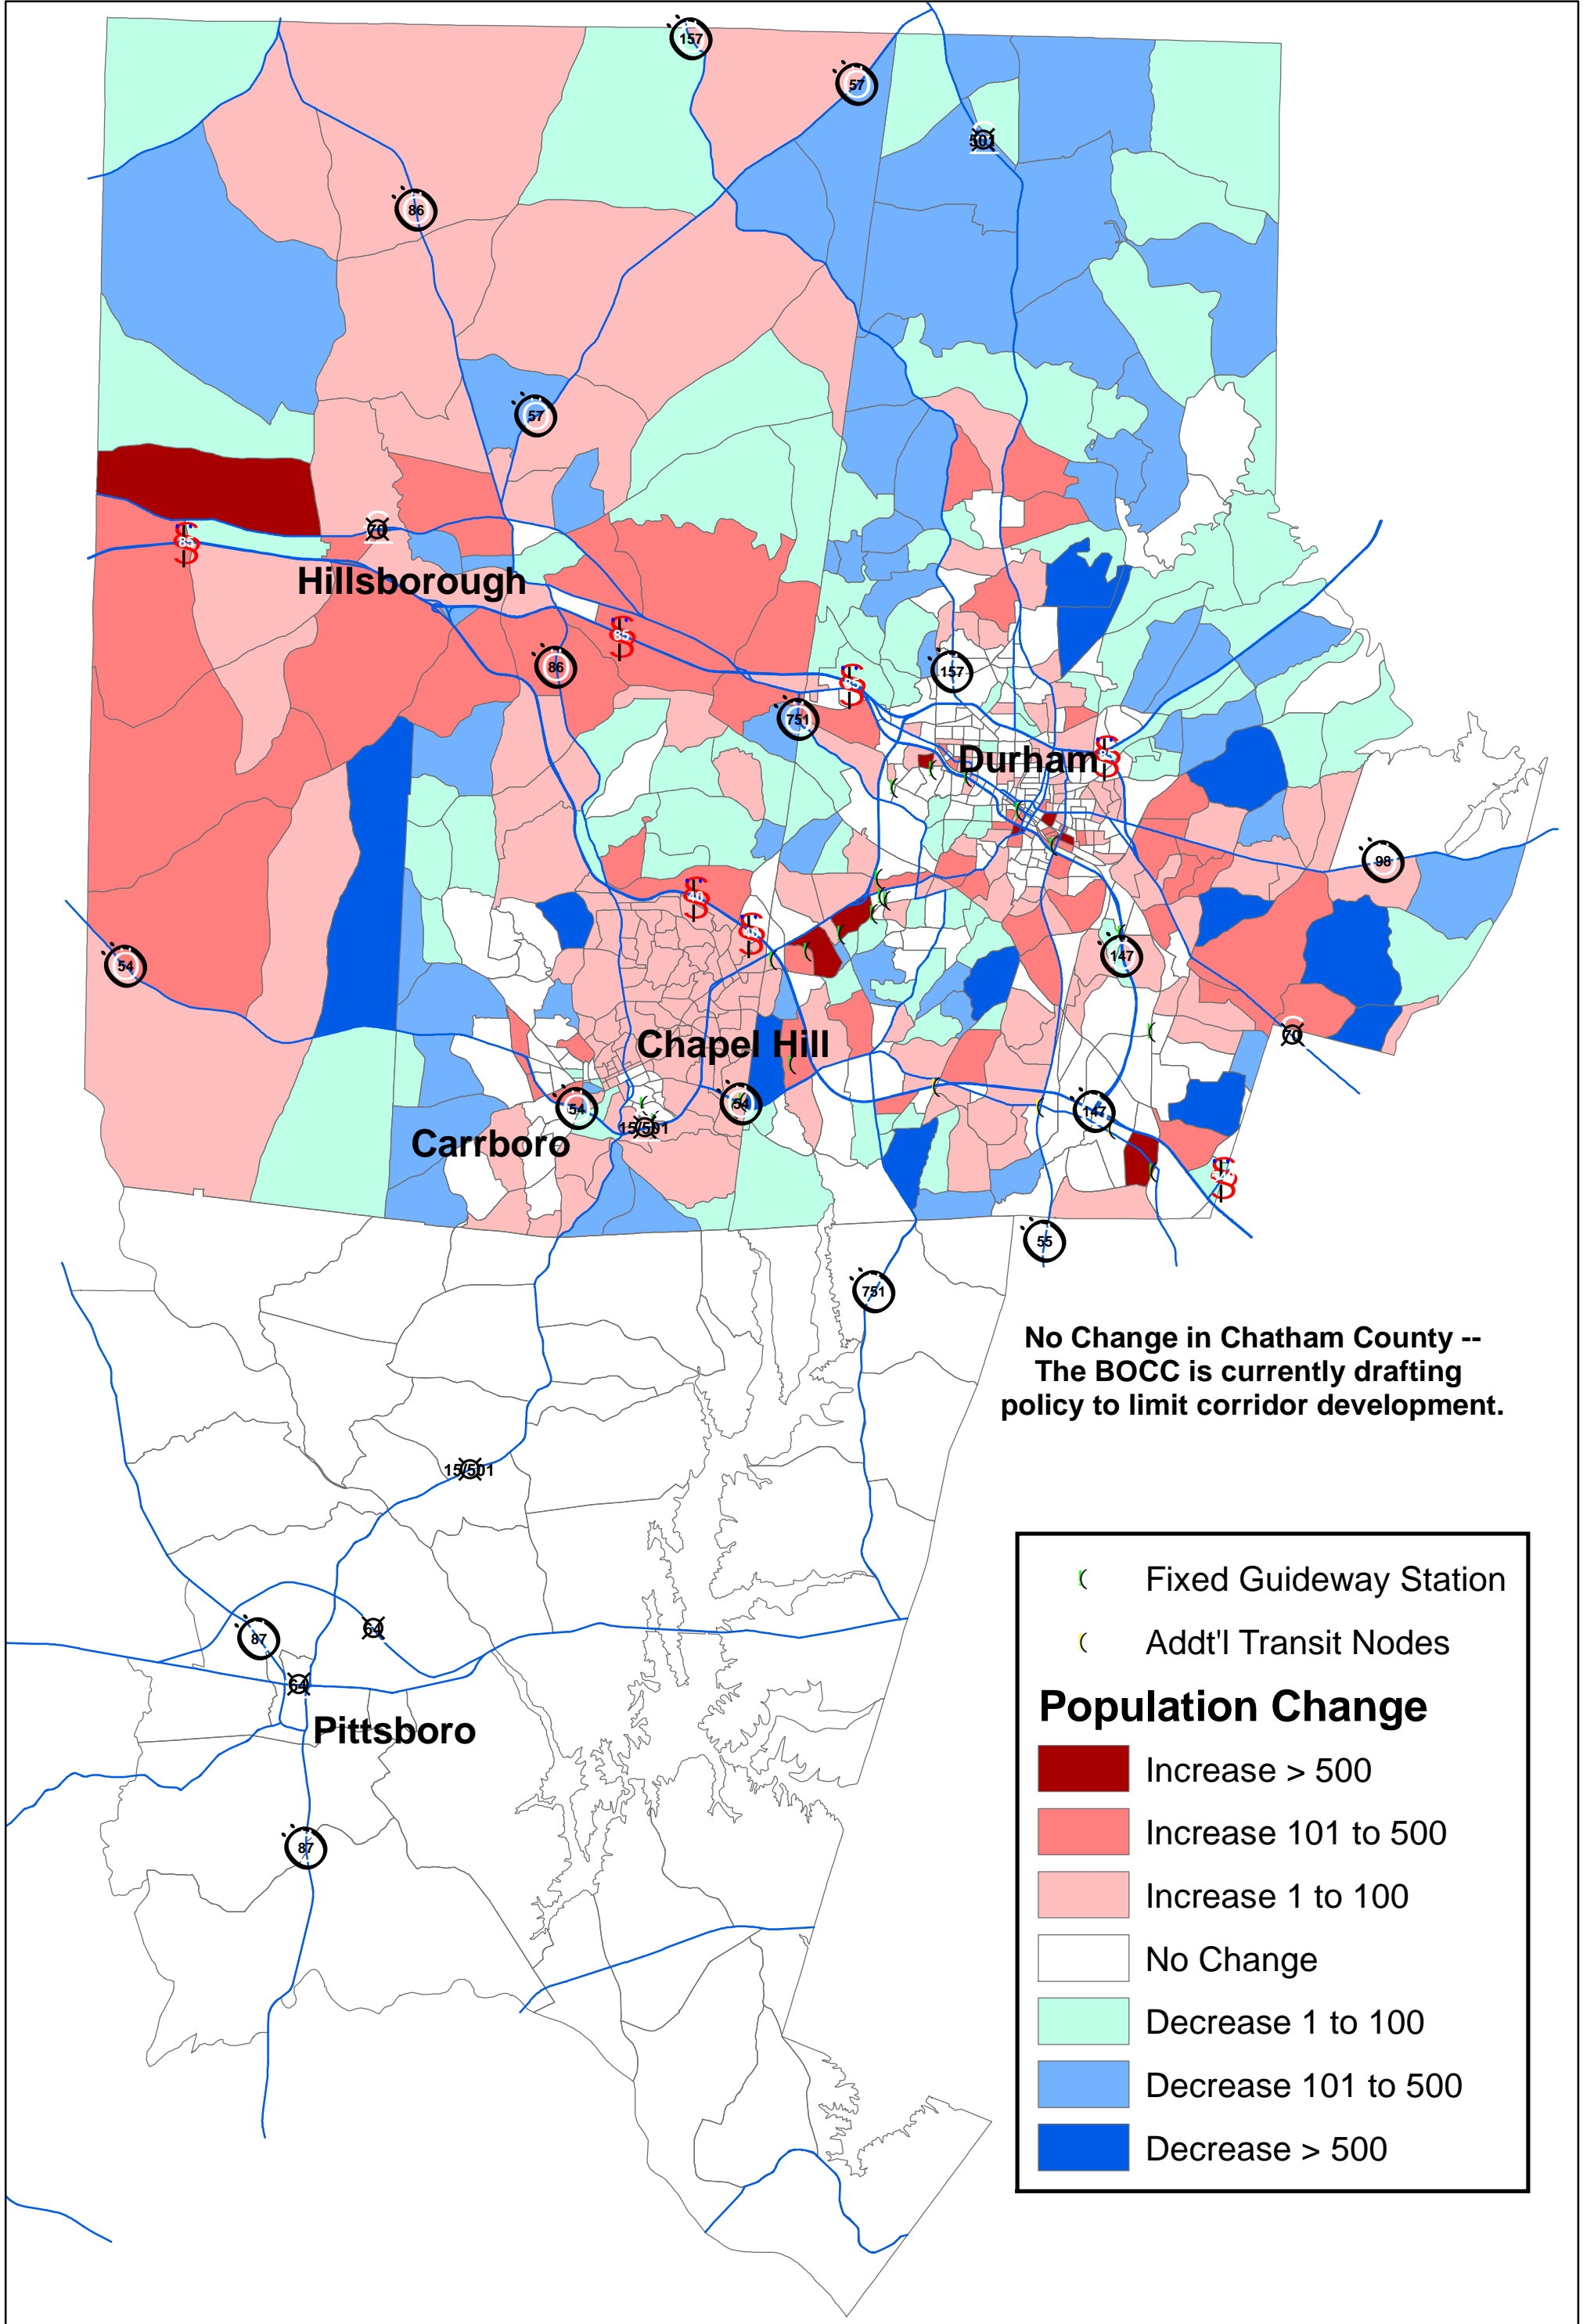 157
57
501
86
57
70
85
Hillsborough
85
86
157
85
751
Durham
85
98
40
40
54
147
70
Chapel Hill
54
54
147
15/501
Carrboro
55
751
No Change in Chatham County --
The BOCC is currently drafting
policy to limit corridor development.
15/501
Fixed Guideway Station
Addt'l Transit Nodes
87
64
64
Population Change
Pittsboro
Increase > 500
Increase 101 to 500
87
Increase 1 to 100
No Change
Decrease 1 to 100
Decrease 101 to 500
Decrease > 500